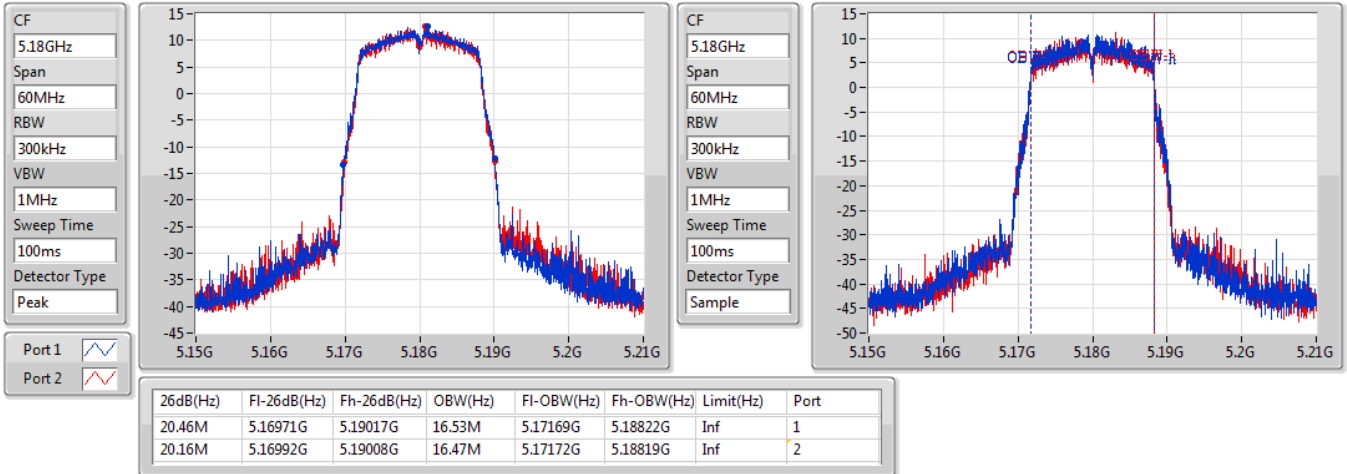 CF
5.18GHz
Span
60MHz
RBW
300kHz
VBW
1MHz
Sweep Time
100ms
Detector Type
Peak
Port 1
Port 2
15
10
5
0
-5
-10
-15
-20
-25
-30
-35
-40
-45
5.15G 5.16G 5.17G 5.18G 5.19G 5.2G 5.21G
CF
5.18GHz
Span
60MHz
RBW
300kHz
VBW
1MHz
Sweep Time
100ms
Detector Type
Sample
15
10
5
0
-5
-10
-15
-20
-25
-30
-35
-40
-45
-50
5.15G 5.16G 5.17G 5.18G 5.19G 5.2G 5.21G
26dB(Hz) Fl-26dB(Hz) Fh-26dB(Hz) OBW(Hz) Fl-OBW(Hz) Fh-OBW(Hz) Limit(Hz) Port
20.46M 5.16971G 5.19017G 16.53M 5.17169G 5.18822G Inf 1
20.16M 5.16992G 5.19008G 16.47M 5.17172G 5.18819G Inf 2